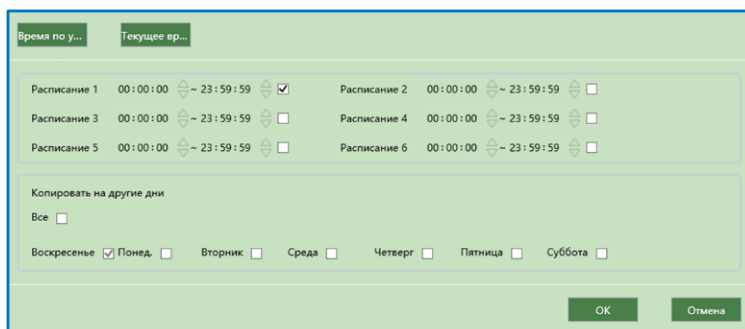 Время по у... Текущее вр...
Расписание 1 00:00:00 ~ 23:59:59 Расписание 2 00:00:00 ~ 23:59:59
Расписание 3 00:00:00 ~ 23:59:59 Расписание 4 00:00:00 ~ 23:59:59
Расписание 5 00:00:00 ~ 23:59:59 Расписание 6 00:00:00 ~ 23:59:59
Копировать на другие дни
Все
Воскресенье Понед. Вторник Среда Четверг Пятница Суббота
OK Отмена